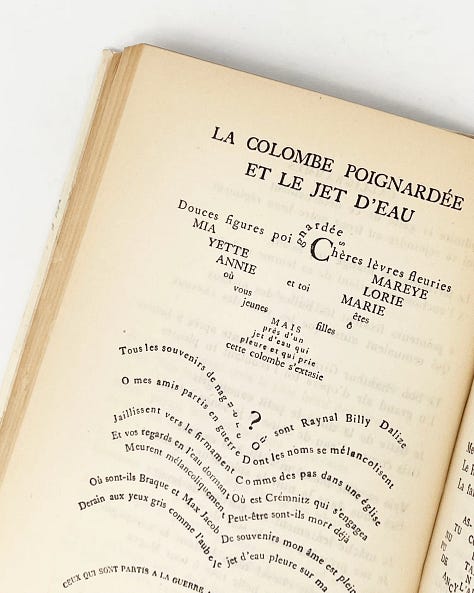 LA COLOMBE POIGNARDÉE
ET LE JET D'EAU
Douces figures poignardées Chères lèvres fleuries
MIA MAREYE
YETTE LORIE
ANNIE et toi MARIE
où êtes
vous ô
jeunes filles
MAIS
près d'un
jet d'eau qui
pleure et qui prie
cette colombe s'extasie
Tous les souvenirs de naguère
O mes amis partis en guerre
Jaillissent vers le firmament
Et vos regards en l'eau dormant
Meurent mélancoliquement
Où sont-ils Braque et Max Jacob
Derain aux yeux gris comme l'aube
?
Où sont Raynal Billy Dalize
Dont les noms se mélancolisent
Comme des pas dans une église
Où est Crémnitz qui s'engagea
Peut-être sont-ils morts déjà
De souvenirs mon âme est plein
Le jet d'eau pleure sur ma
CEUX QUI SONT PARTIS A LA GUERRE A